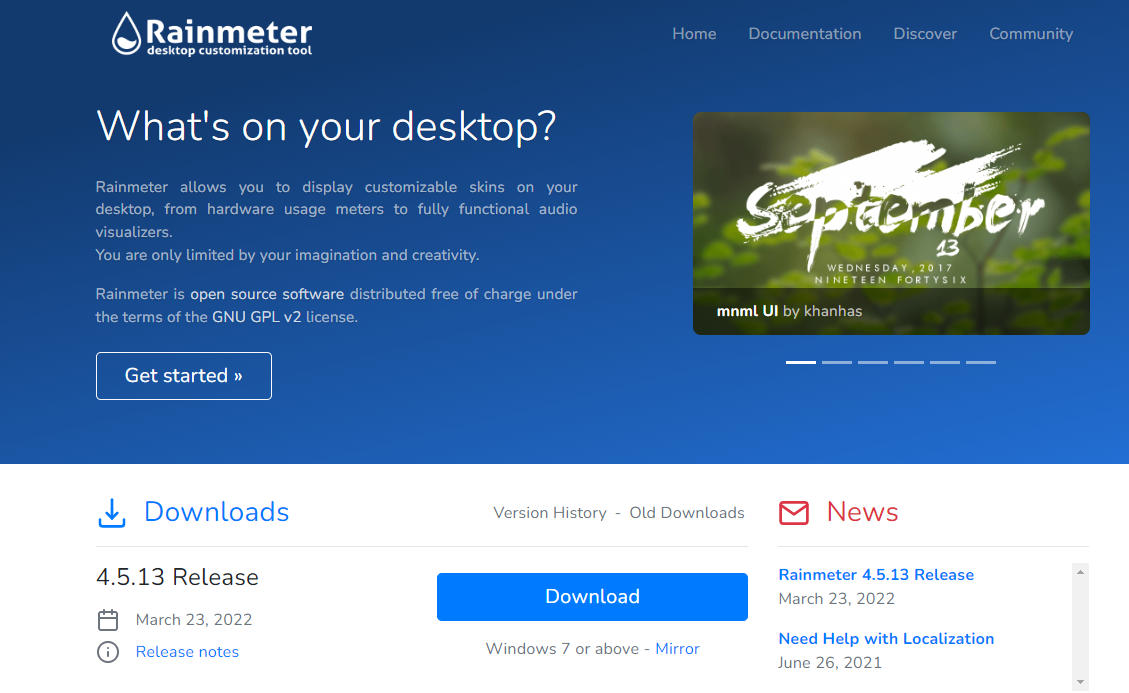 Rainmeter
desktop customization tool
Home
Documentation
Discover
Community
What's on your desktop?
Rainmeter allows you to display customizable skins on your
desktop, from hardware usage meters to fully functional audio
visualizers.
You are only limited by your imagination and creativity.
Rainmeter is open source software distributed free of charge under
the terms of the GNU GPL v2 license.
Get started »
September
13
WEDNESDAY, 2017
NINETEEN FORTYSIX
mnml UI by khanhas
Downloads
Version History - Old Downloads
4.5.13 Release
March 23, 2022
Release notes
Download
Windows 7 or above - Mirror
News
Rainmeter 4.5.13 Release
March 23, 2022
Need Help with Localization
June 26, 2021